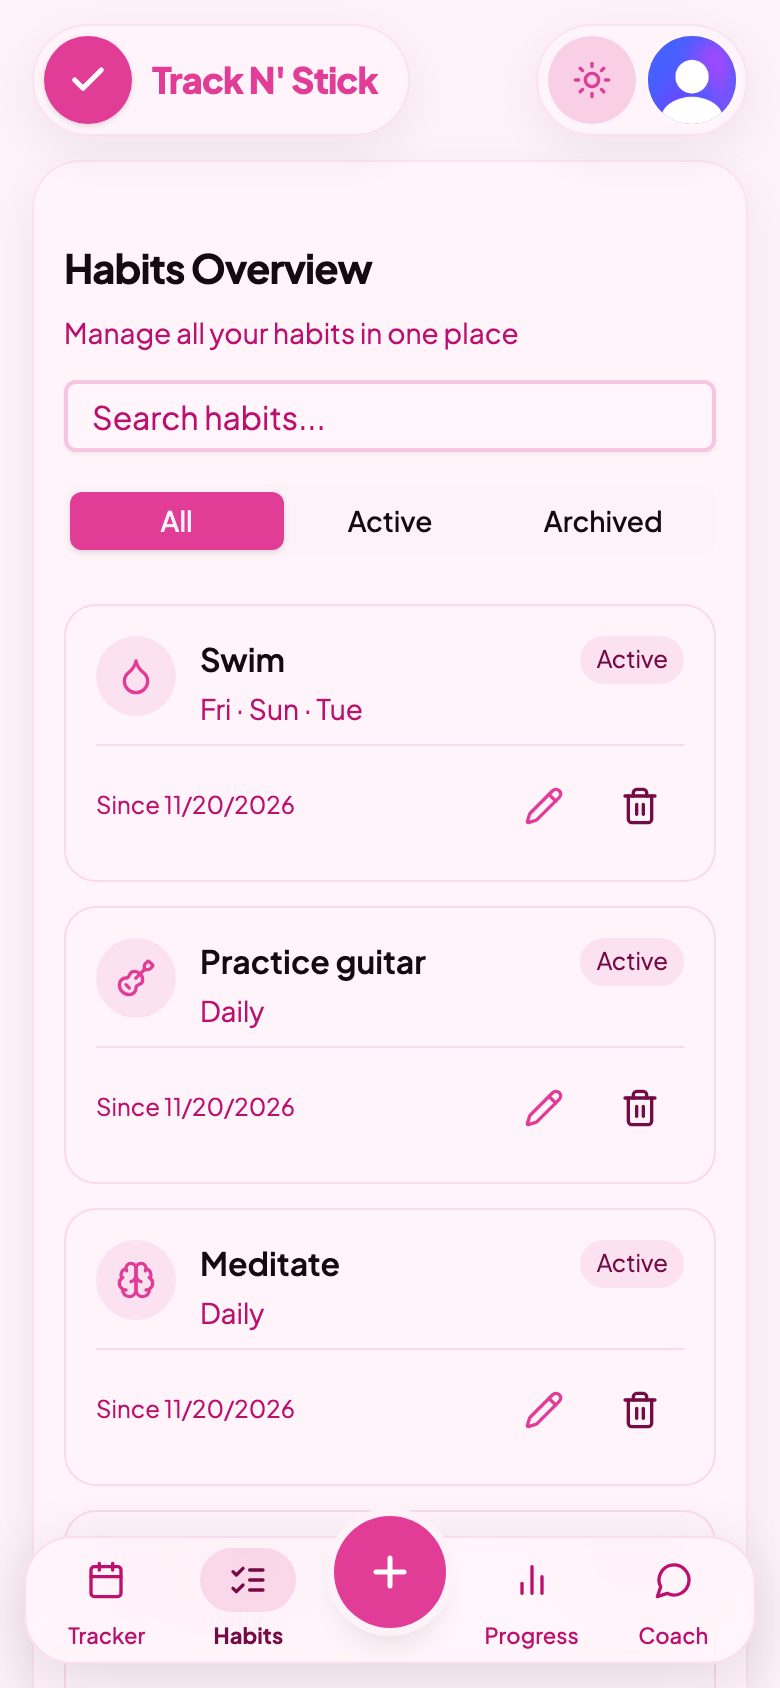 Track N' Stick
Habits Overview
Manage all your habits in one place
Search habits...
All
Active
Archived
Swim
Active
Fri · Sun · Tue
Since 11/20/2026
Practice guitar
Active
Daily
Since 11/20/2026
Meditate
Active
Daily
Since 11/20/2026
Tracker
Habits
Progress
Coach